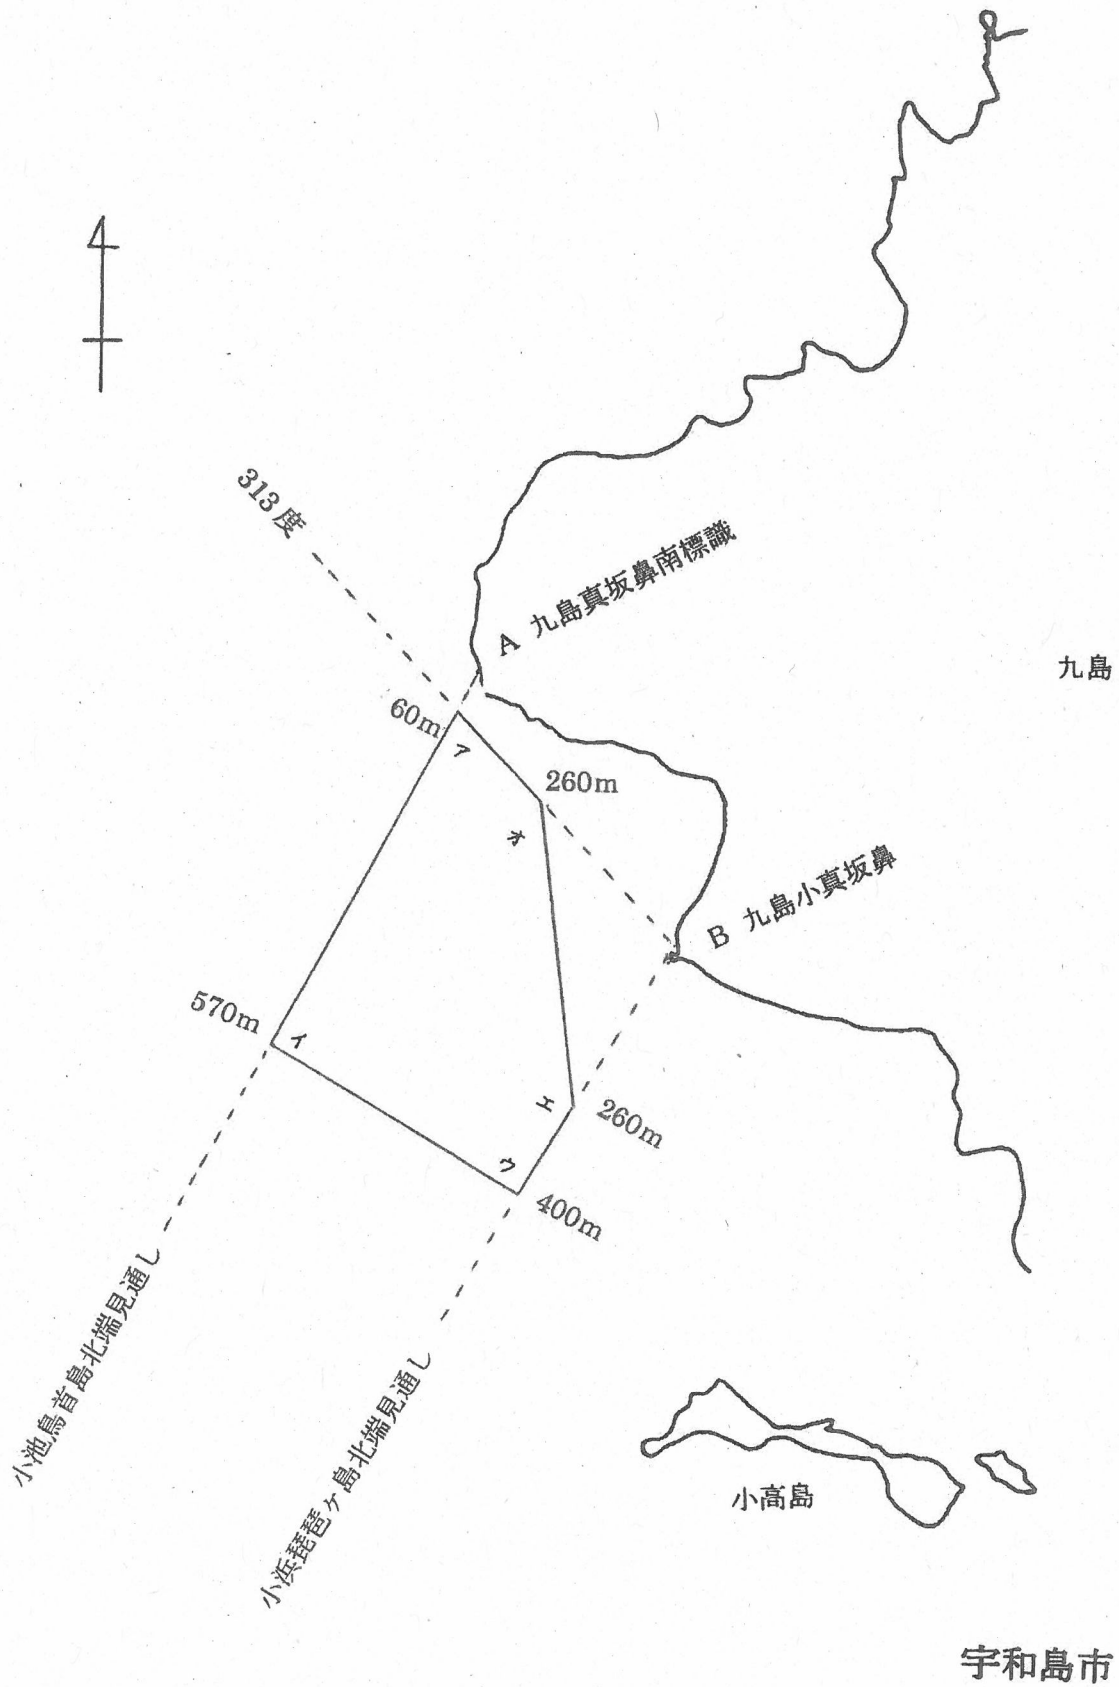 313度
A 九島真坂鼻南標識
九島
60m
ア
260m
オ
B 九島小真坂鼻
570m
イ
エ
260m
ウ
400m
小池鳥首島北端見通し
小浜琵琶ヶ島北端見通し
小高島
宇和島市